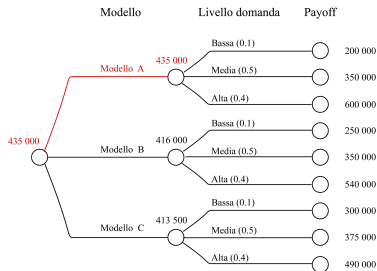 Modello Livello domanda Payoff
Bassa (0.1) 200 000
435 000
Modello A Media (0.5) 350 000
Alta (0.4) 600 000
Bassa (0.1) 250 000
435 000 416 000
Modello B Media (0.5) 350 000
Alta (0.4) 540 000
Bassa (0.1) 300 000
413 500
Modello C Media (0.5) 375 000
Alta (0.4) 490 000